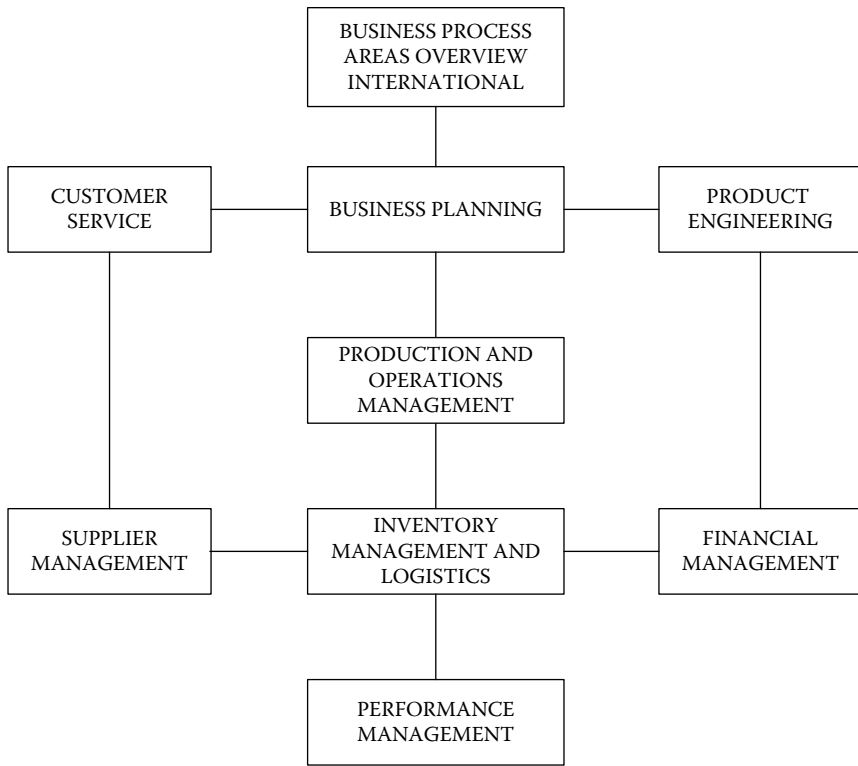 BUSINESS PROCESS
AREAS OVERVIEW
INTERNATIONAL
CUSTOMER
SERVICE
BUSINESS PLANNING
PRODUCT
ENGINEERING
PRODUCTION AND
OPERATIONS
MANAGEMENT
SUPPLIER
MANAGEMENT
INVENTORY
MANAGEMENT AND
LOGISTICS
FINANCIAL
MANAGEMENT
PERFORMANCE
MANAGEMENT